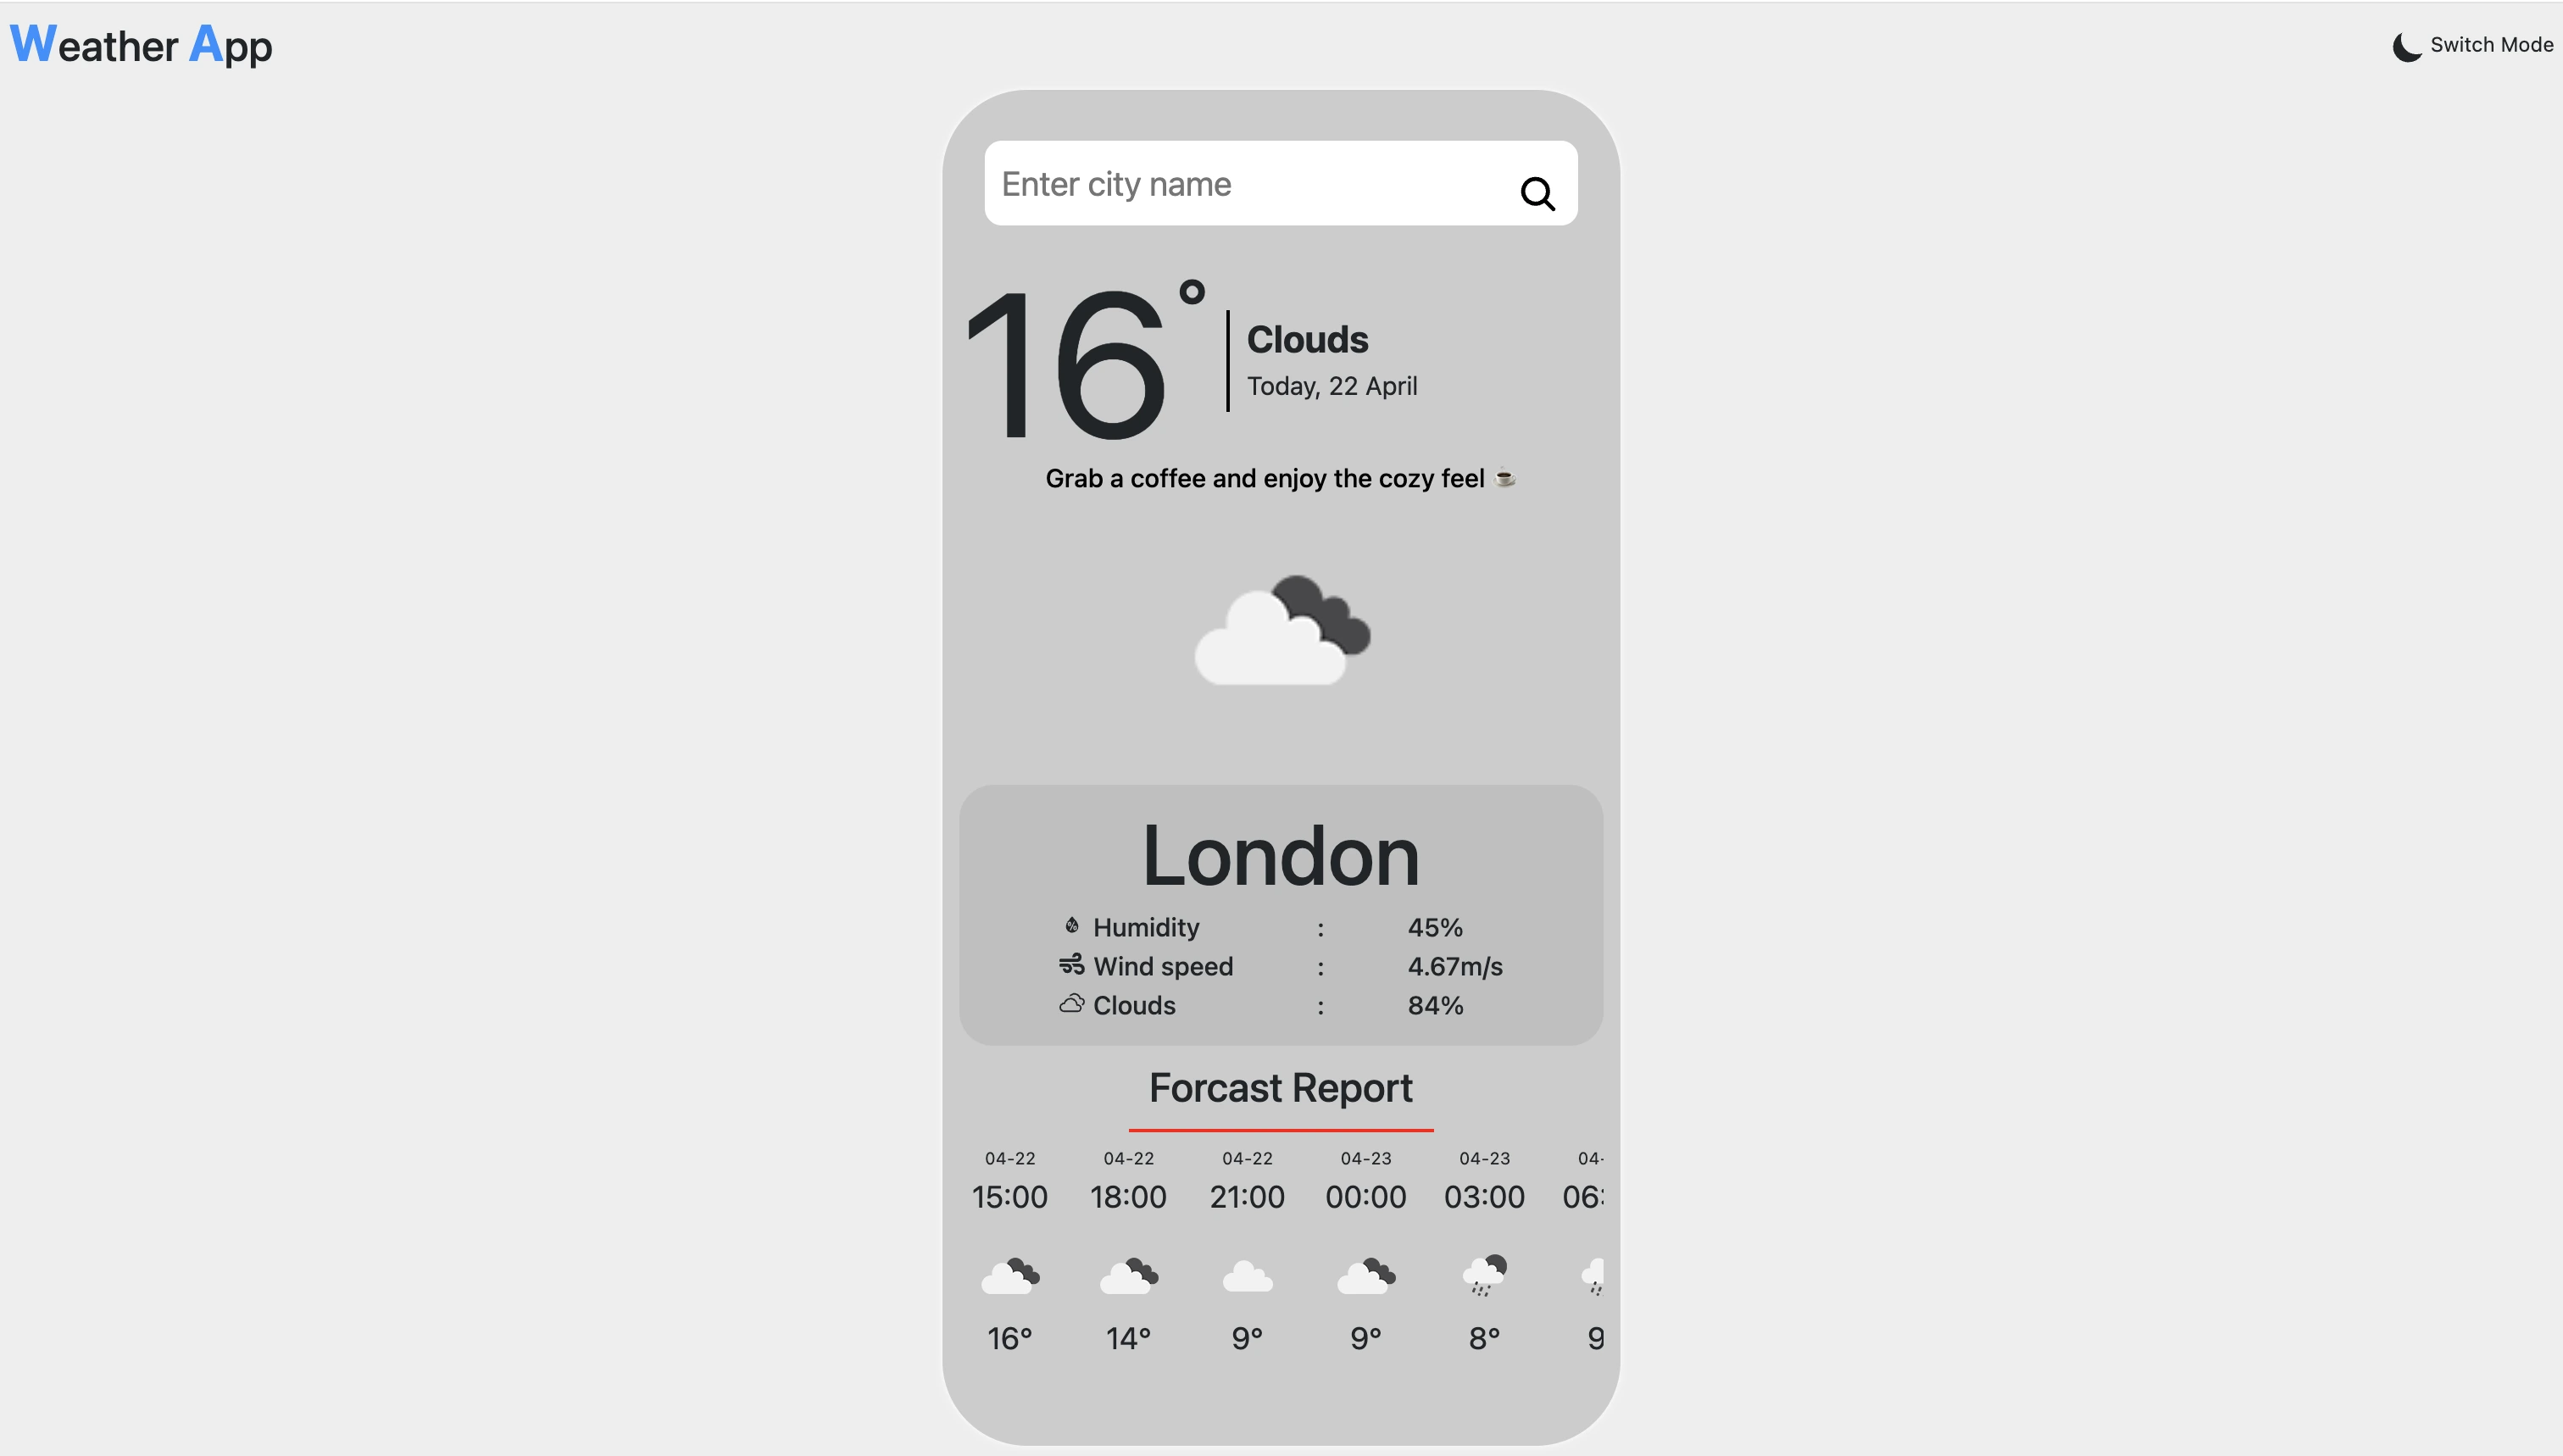 Weather App
Switch Mode
Enter city name
16°
Clouds
Today, 22 April
Grab a coffee and enjoy the cozy feel ☕
London
Humidity : 45%
Wind speed : 4.67m/s
Clouds : 84%
Forcast Report
04-22 04-22 04-22 04-23 04-23 04-
15:00 18:00 21:00 00:00 03:00 06:
16° 14° 9° 9° 8° 9